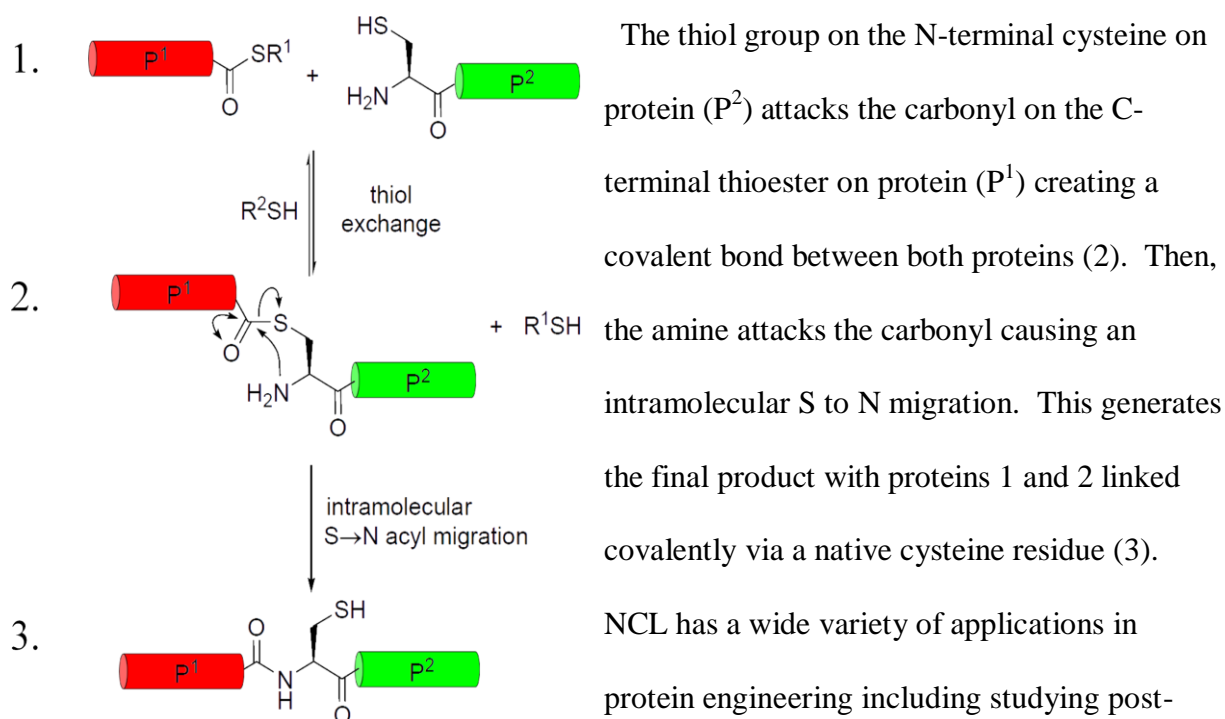 1.
P¹
SR¹
O
+
HS
H₂N
O
P²
R²SH
thiol
exchange
2.
P¹
O
S
H₂N
O
P²
+ R¹SH
intramolecular
S→N acyl migration
3.
P¹
O
N
H
SH
O
P²
The thiol group on the N-terminal cysteine on
protein (P²) attacks the carbonyl on the C-
terminal thioester on protein (P¹) creating a
covalent bond between both proteins (2).  Then,
the amine attacks the carbonyl causing an
intramolecular S to N migration.  This generates
the final product with proteins 1 and 2 linked
covalently via a native cysteine residue (3).
NCL has a wide variety of applications in
protein engineering including studying post-